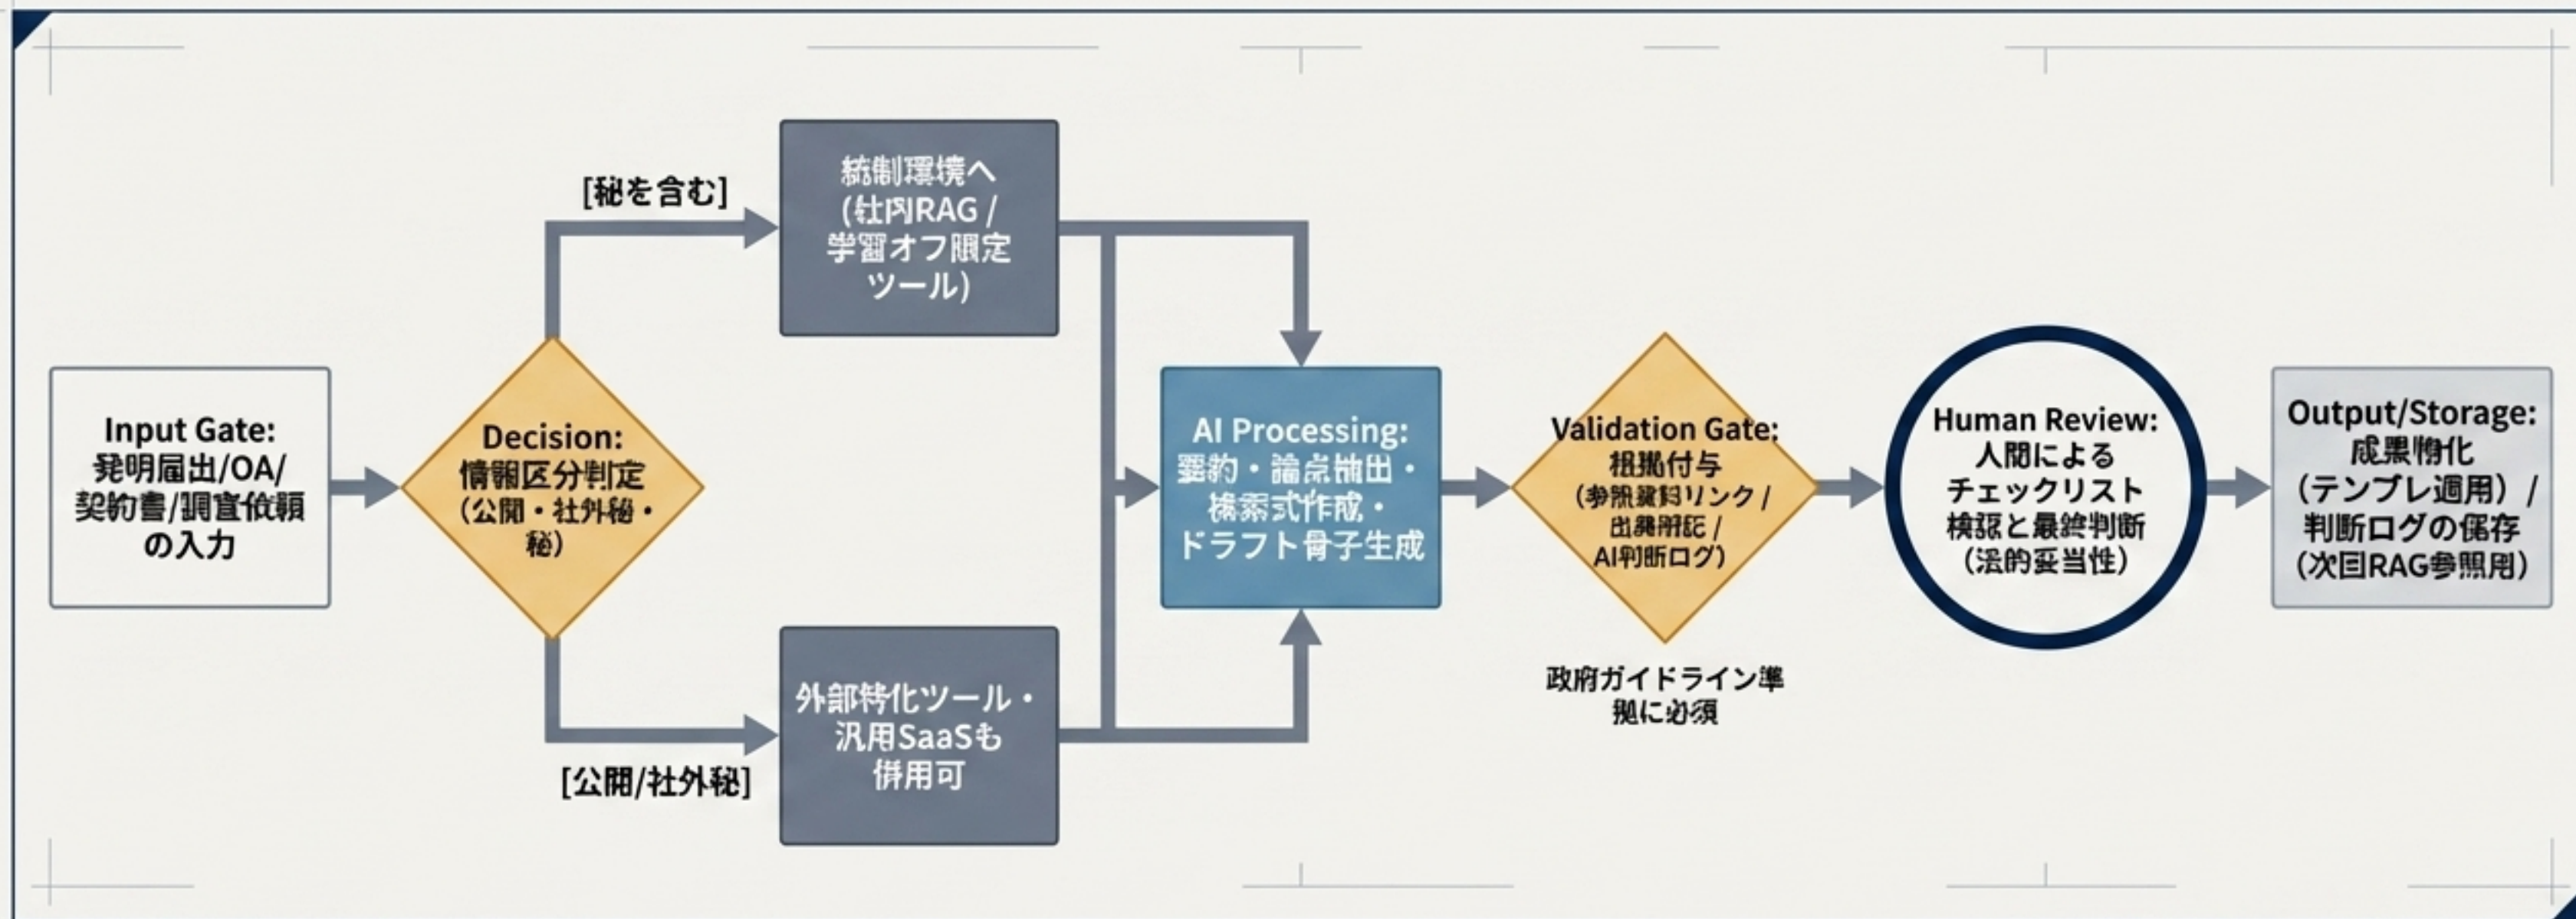 Input Gate:
発明届出/OA/
契約書/調査依頼
の入力
Decision:
情報区分判定
（公開・社外秘・
秘）
[秘を含む]
統制環境へ
(社内RAG /
学習オフ限定
ツール)
[公開/社外秘]
外部特化ツール・
汎用SaaSも
併用可
AI Processing:
要約・論点抽出・
検索式作成・
ドラフト骨子生成
Validation Gate:
根拠付与
（参照資料リンク /
出典明記 /
AI判断ログ）
政府ガイドライン準
拠に必須
Human Review:
人間による
チェックリスト
検証と最終判断
（法的妥当性）
Output/Storage:
成果物化
（テンプレ適用）/
判断ログの保存
（次回RAG参照用）